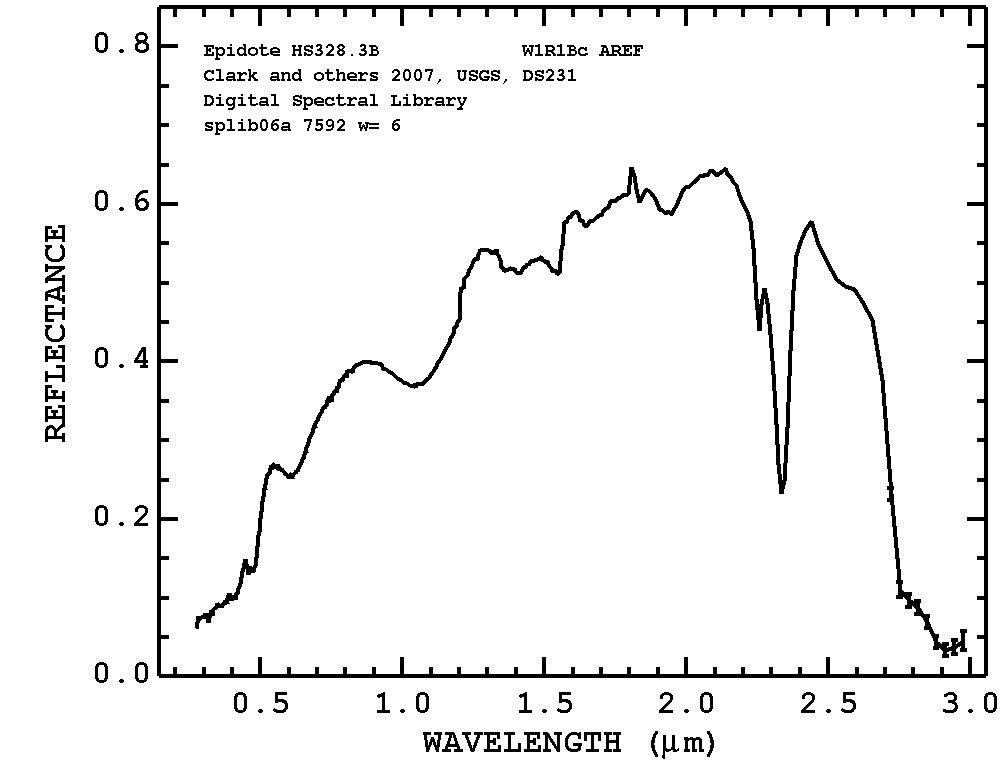 Epidote HS328.3B W1R1Bc AREF
Clark and others 2007, USGS, DS231
Digital Spectral Library
splib06a 7592 w= 6
REFLECTANCE
0.8
0.6
0.4
0.2
0.0
0.5 1.0 1.5 2.0 2.5 3.0
WAVELENGTH (μm)